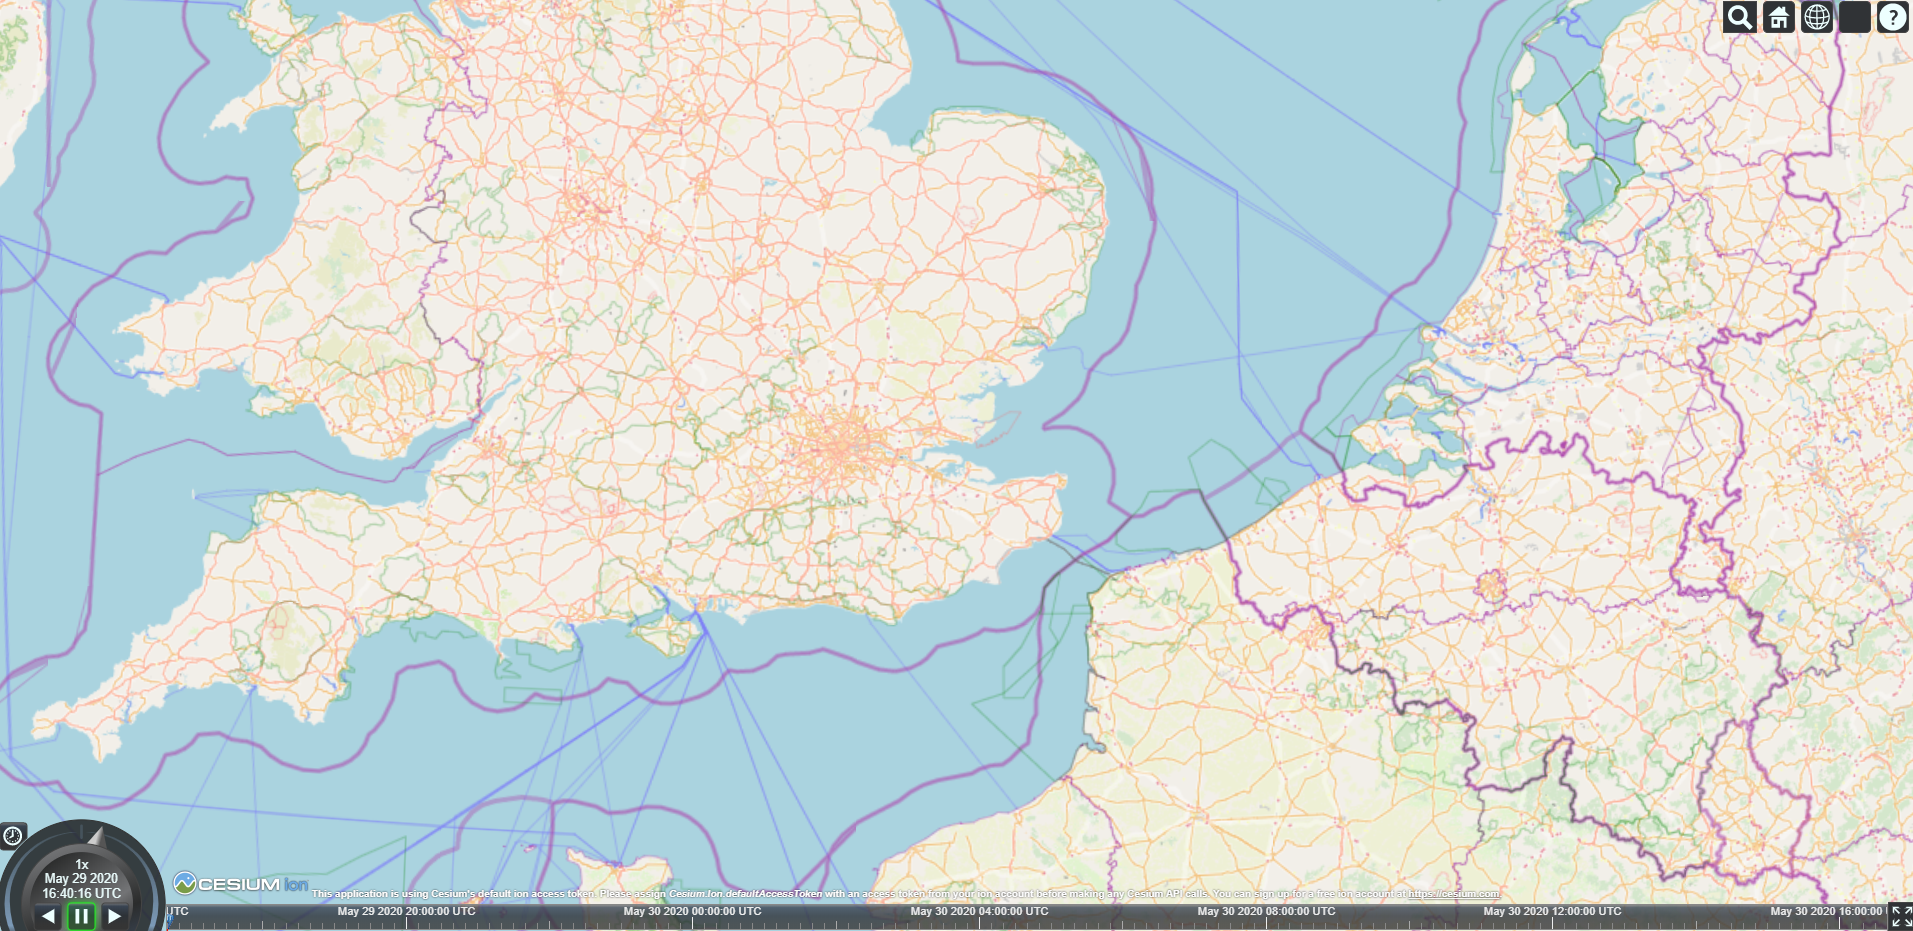 ?
1x
May 29 2020
16:40:16 UTC
CESIUM ion
This application is using Cesium's default ion access token. Please assign Cesium.Ion.defaultAccessToken with an access token from your ion account before making any Cesium API calls. You can sign up for a free ion account at https://cesium.com.
UTC
May 29 2020 20:00:00 UTC
May 30 2020 00:00:00 UTC
May 30 2020 04:00:00 UTC
May 30 2020 08:00:00 UTC
May 30 2020 12:00:00 UTC
May 30 2020 16:00:00